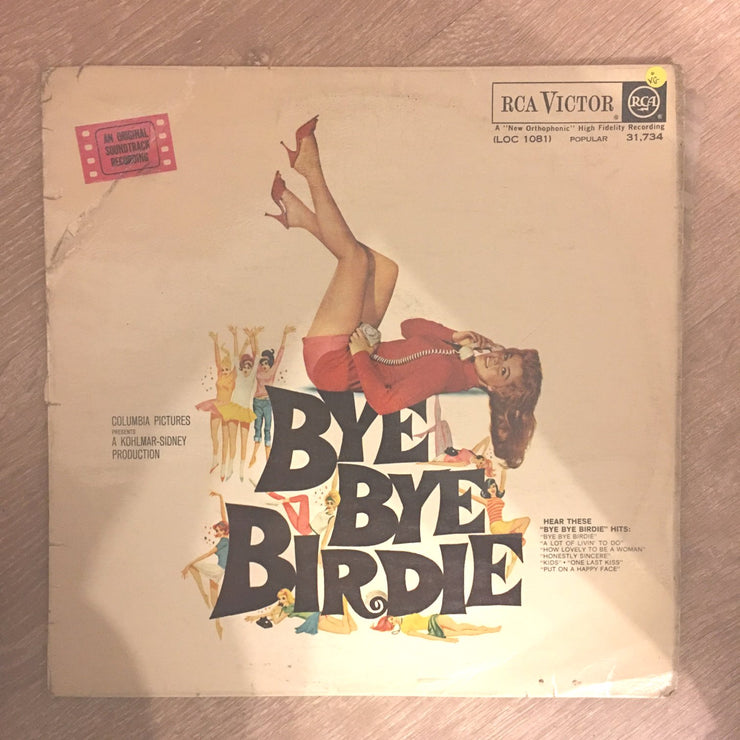 AN ORIGINAL
SOUNDTRACK
RECORDING
RCA VICTOR
RCA
A "New Orthophonic" High Fidelity Recording
(LOC 1081) POPULAR 31,734
COLUMBIA PICTURES
PRESENTS
A KOHLMAR-SIDNEY
PRODUCTION
BYE
BYE
BIRDIE
HEAR THESE
"BYE BYE BIRDIE" HITS:
"BYE BYE BIRDIE"
"A LOT OF LIVIN' TO DO"
"HOW LOVELY TO BE A WOMAN"
"HONESTLY SINCERE"
"KIDS" • "ONE LAST KISS"
"PUT ON A HAPPY FACE"